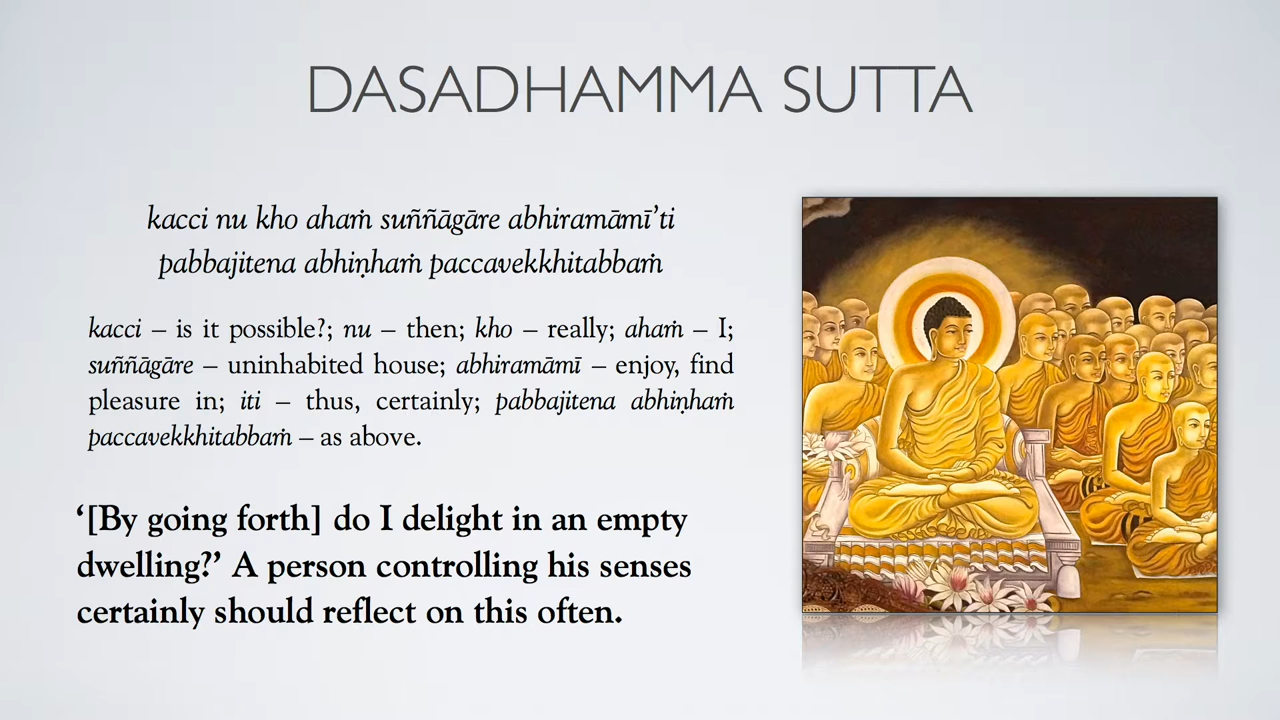 DASADHAMMA SUTTA
kacci nu kho ahaṁ suññāgāre abhiramāmī’ti
pabbajitena abhiṇhaṁ paccavekkhitabbaṁ
kacci – is it possible?; nu – then; kho – really; ahaṁ – I;
suññāgāre – uninhabited house; abhiramāmī – enjoy, find
pleasure in; iti – thus, certainly; pabbajitena abhiṇhaṁ
paccavekkhitabbaṁ – as above.
‘[By going forth] do I delight in an empty
dwelling?’ A person controlling his senses
certainly should reflect on this often.